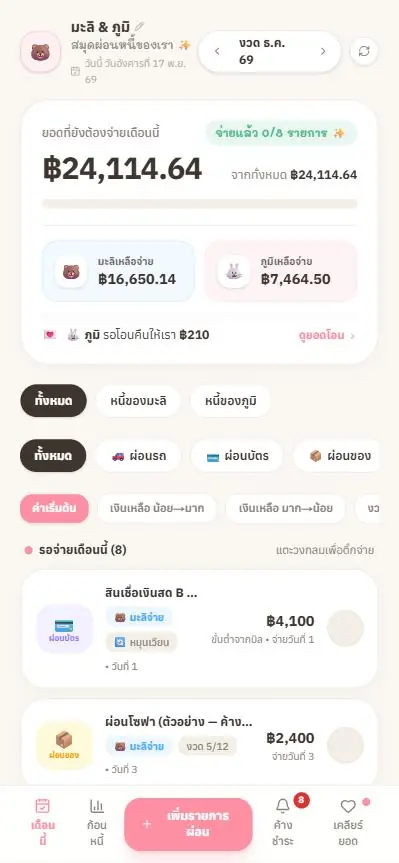 มะลิ & ภูมิ
สมุดผ่อนหนี้ของเรา ✨
วันนี้ วันอังคารที่ 17 พ.ย.
69
‹ งวด ธ.ค.
69 ›
ยอดที่ยังต้องจ่ายเดือนนี้
จ่ายแล้ว 0/8 รายการ ✨
฿24,114.64
จากทั้งหมด ฿24,114.64
มะลิเหลือจ่าย
฿16,650.14
ภูมิเหลือจ่าย
฿7,464.50
💌 🐰 ภูมิ รอโอนคืนให้เรา ฿210
ดูยอดโอน ›
ทั้งหมด
หนี้ของมะลิ
หนี้ของภูมิ
ทั้งหมด
🚗 ผ่อนรถ
💳 ผ่อนบัตร
📦 ผ่อนของ
ค่าเริ่มต้น
เงินเหลือ น้อย→มาก
เงินเหลือ มาก→น้อย
รอจ่ายเดือนนี้ (8)
แตะวงกลมเพื่อติ๊กจ่าย
สินเชื่อเงินสด B ...
ผ่อนบัตร
🐻 มะลิจ่าย
🔄 หมุนเวียน
• วันที่ 1
฿4,100
ขั้นต่ำจากบิล • จ่ายวันที่ 1
ผ่อนโซฟา (ตัวอย่าง — ค้าง...
ผ่อนของ
🐻 มะลิจ่าย
งวด 5/12
• วันที่ 3
฿2,400
จ่ายวันที่ 3
เดือน
นี้
ก้อน
หนี้
+ เพิ่มรายการ
ผ่อน
8
ค้าง
ชำระ
เคลียร์
ยอด